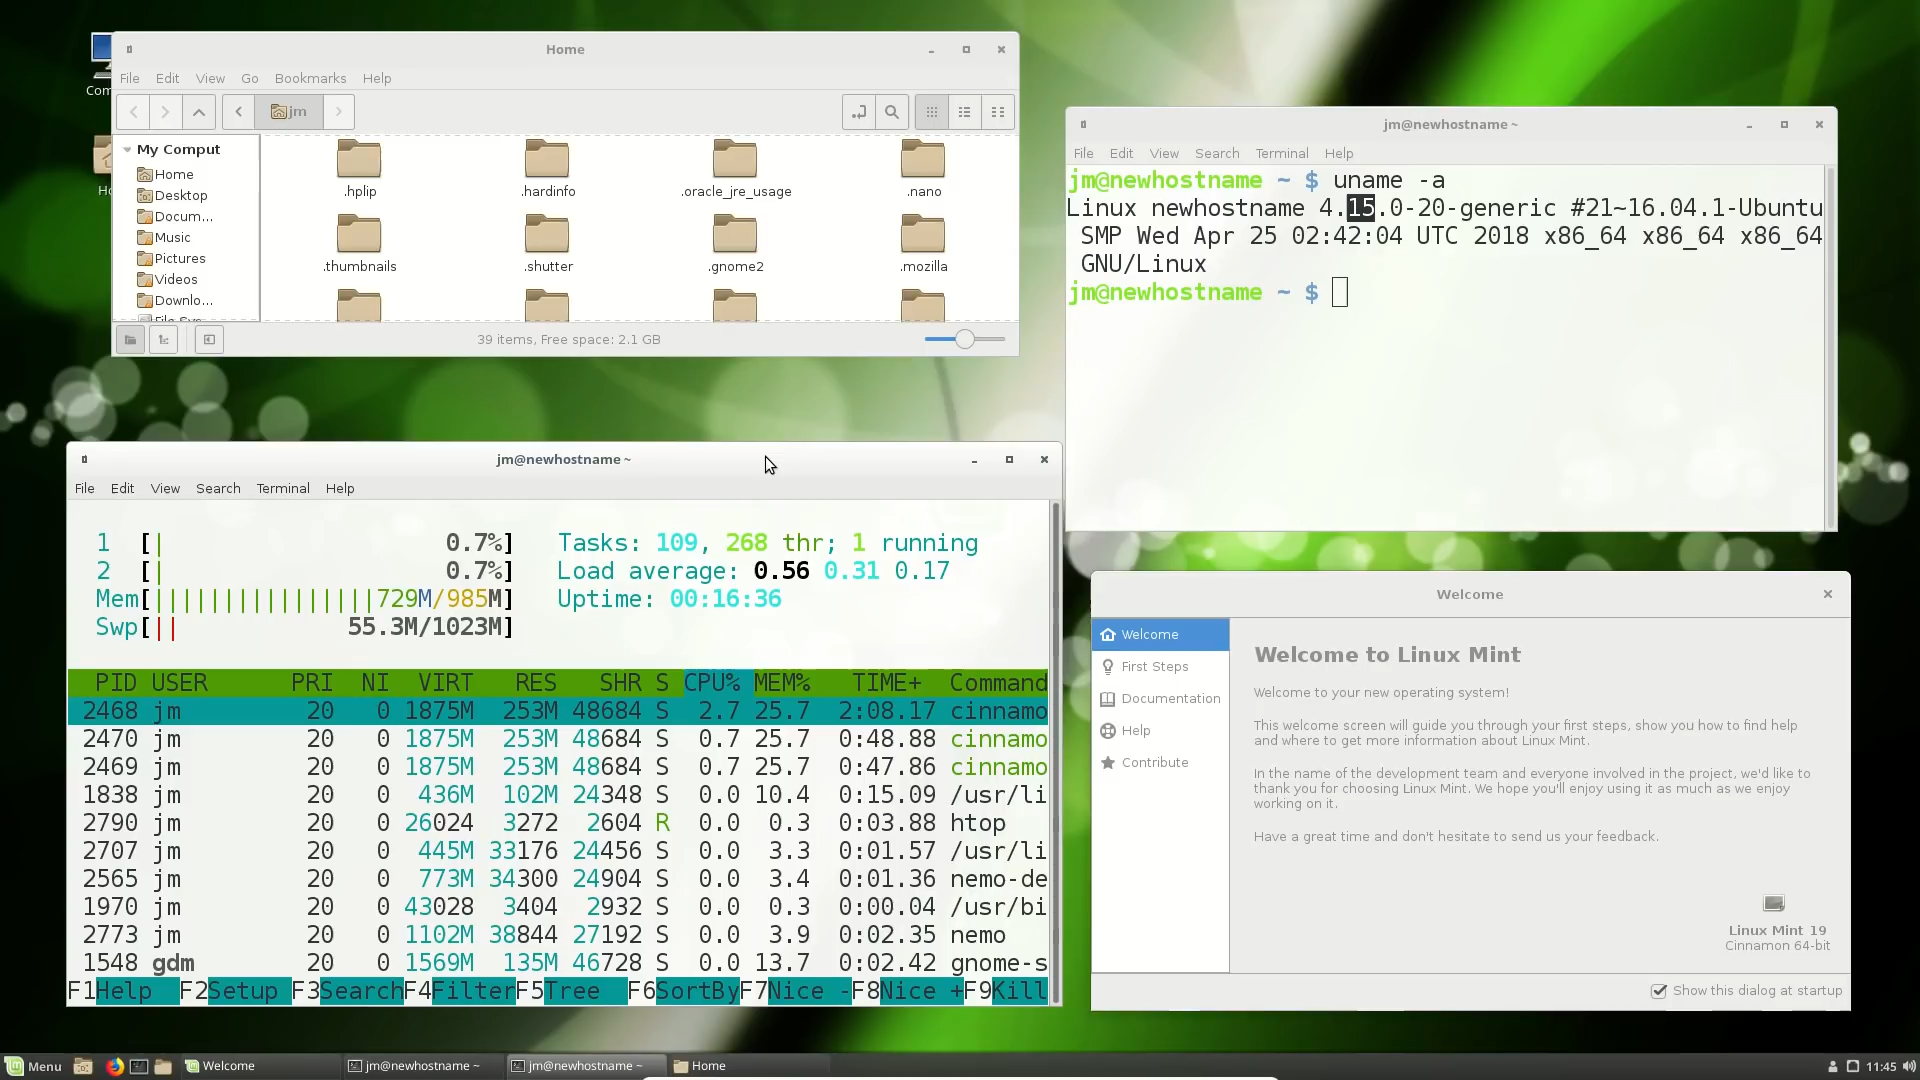 Com
Ho
Home
File Edit View Go Bookmarks Help
jm
My Comput
Home
Desktop
Docum...
Music
Pictures
Videos
Downlo...
.hplip .hardinfo .oracle_jre_usage .nano
.thumbnails .shutter .gnome2 .mozilla
39 items, Free space: 2.1 GB
jm@newhostname ~
File Edit View Search Terminal Help
jm@newhostname ~ $ uname -a
Linux newhostname 4.15.0-20-generic #21~16.04.1-Ubuntu
SMP Wed Apr 25 02:42:04 UTC 2018 x86_64 x86_64 x86_64
GNU/Linux
jm@newhostname ~ $
jm@newhostname ~
File Edit View Search Terminal Help
1 [| 0.7%] Tasks: 109, 268 thr; 1 running
2 [| 0.7%] Load average: 0.56 0.31 0.17
Mem[||||||||||||||||729M/985M] Uptime: 00:16:36
Swp[|| 55.3M/1023M]
PID USER PRI NI VIRT RES SHR S CPU% MEM% TIME+ Command
2468 jm 20 0 1875M 253M 48684 S 2.7 25.7 2:08.17 cinnamo
2470 jm 20 0 1875M 253M 48684 S 0.7 25.7 0:48.88 cinnamo
2469 jm 20 0 1875M 253M 48684 S 0.7 25.7 0:47.86 cinnamo
1838 jm 20 0 436M 102M 24348 S 0.0 10.4 0:15.09 /usr/li
2790 jm 20 0 26024 3272 2604 R 0.0 0.3 0:03.88 htop
2707 jm 20 0 445M 33176 24456 S 0.0 3.3 0:01.57 /usr/li
2565 jm 20 0 773M 34300 24904 S 0.0 3.4 0:01.36 nemo-de
1970 jm 20 0 43028 3404 2932 S 0.0 0.3 0:00.04 /usr/bi
2773 jm 20 0 1102M 38844 27192 S 0.0 3.9 0:02.35 nemo
1548 gdm 20 0 1569M 135M 46728 S 0.0 13.7 0:02.42 gnome-s
F1Help F2Setup F3SearchF4FilterF5Tree F6SortByF7Nice -F8Nice +F9Kill
Welcome
Welcome
First Steps
Documentation
Help
Contribute
Welcome to Linux Mint
Welcome to your new operating system!
This welcome screen will guide you through your first steps, show you how to find help
and where to get more information about Linux Mint.
In the name of the development team and everyone involved in the project, we'd like to
thank you for choosing Linux Mint. We hope you'll enjoy using it as much as we enjoy
working on it.
Have a great time and don't hesitate to send us your feedback.
Linux Mint 19
Cinnamon 64-bit
Show this dialog at startup
Menu Welcome jm@newhostname ~ jm@newhostname ~ Home 11:45